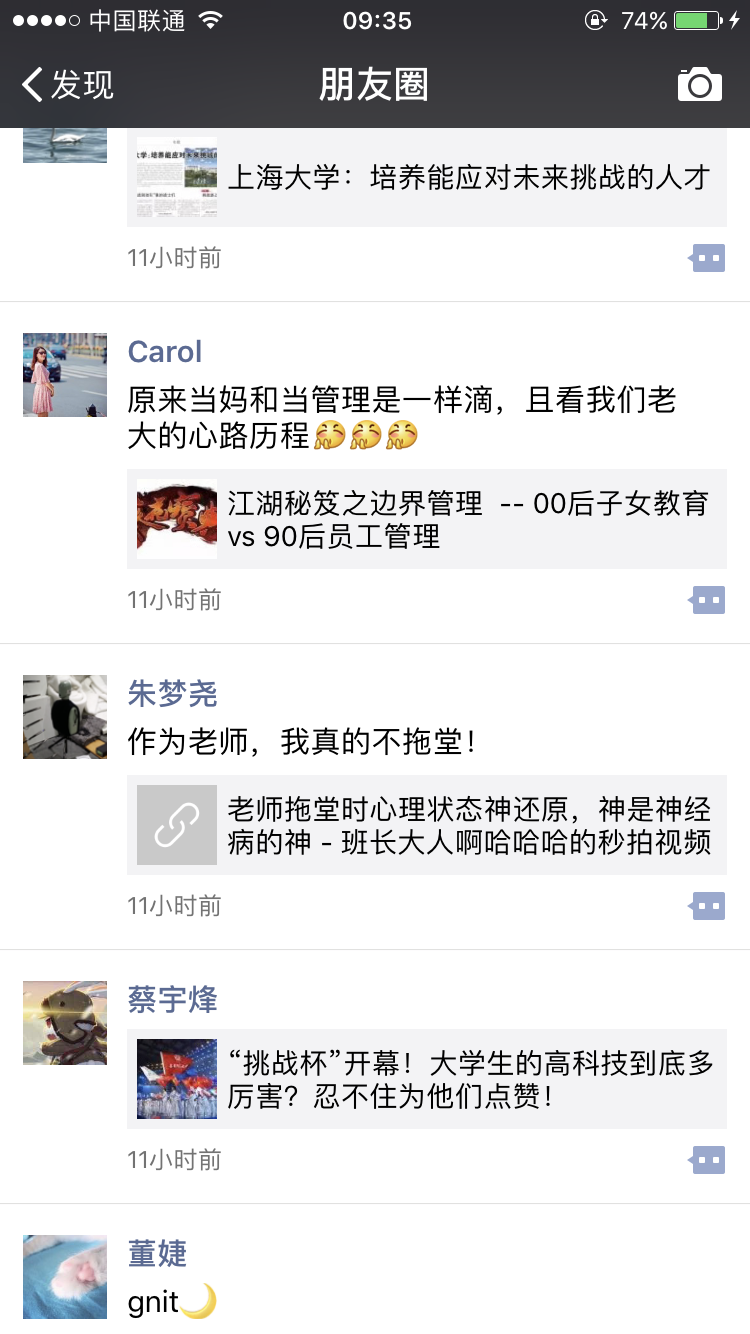 中国联通
09:35
74%
发现
朋友圈
上海大学：培养能应对未来挑战的人才
11小时前
Carol
原来当妈和当管理是一样滴，且看我们老
大的心路历程
江湖秘笈之边界管理 -- 00后子女教育
vs 90后员工管理
11小时前
朱梦尧
作为老师，我真的不拖堂！
老师拖堂时心理状态神还原，神是神经
病的神 - 班长大人啊哈哈哈的秒拍视频
11小时前
蔡宇烽
“挑战杯”开幕！大学生的高科技到底多
厉害？忍不住为他们点赞！
11小时前
董婕
gnit🌙